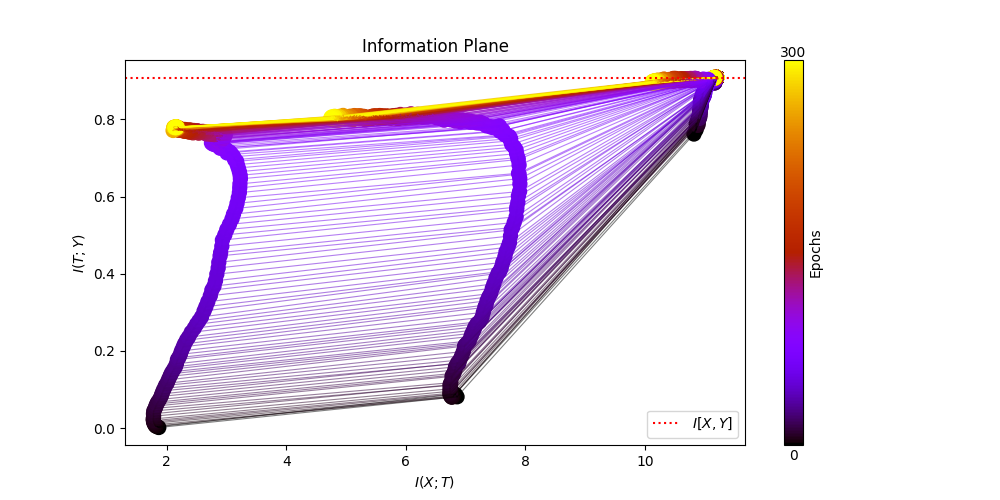 Information Plane
300
0.8
0.6
0.4
0.2
0.0
I(T; Y)
2
4
6
8
10
I(X; T)
I[X, Y]
Epochs
0